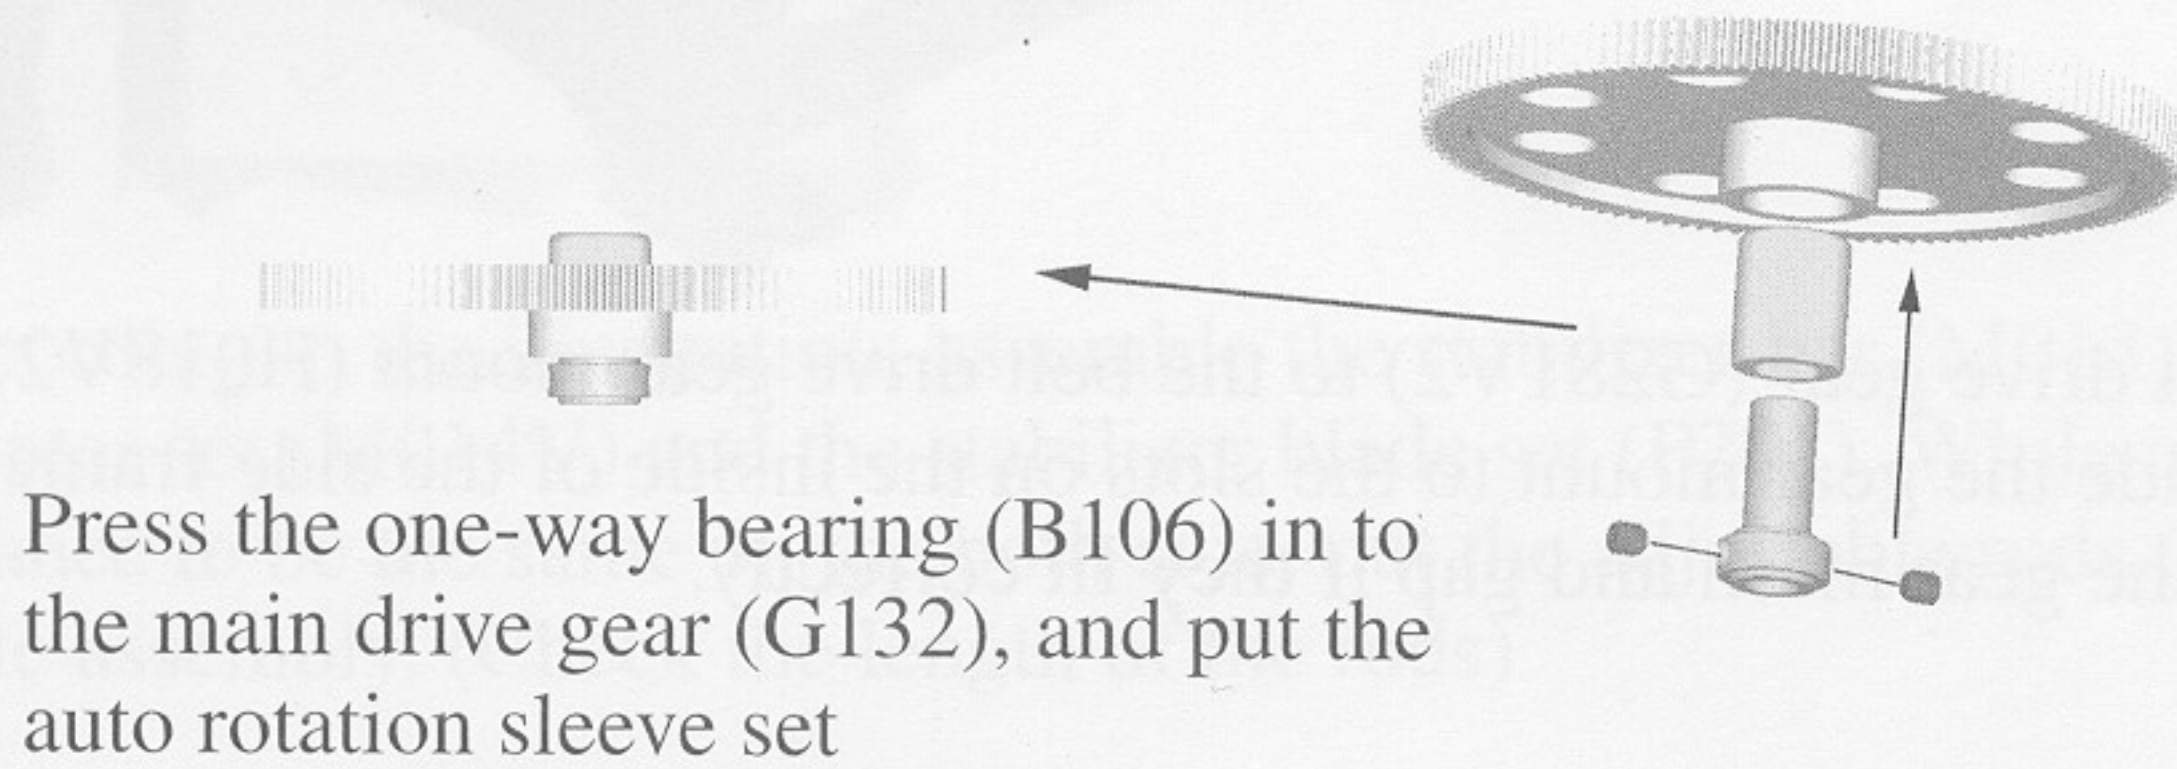 Press the one-way bearing (B106) in to
the main drive gear (G132), and put the
auto rotation sleeve set